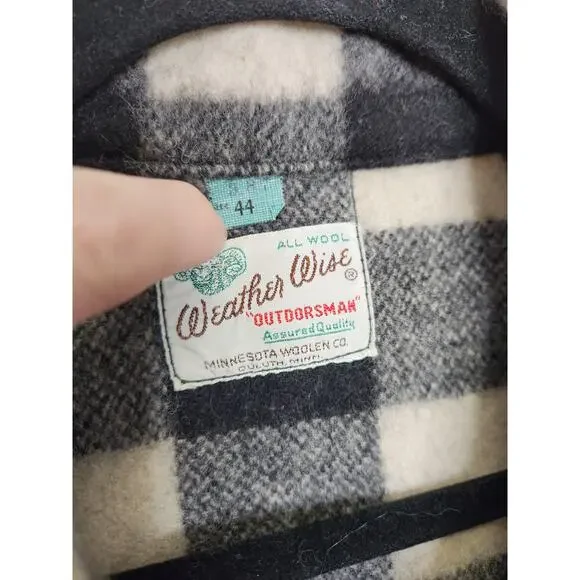 44
ALL WOOL
Weather Wise ®
"OUTDORSMAN"
Assured Quality
MINNESOTA WOOLEN CO.
DULUTH, MINN.